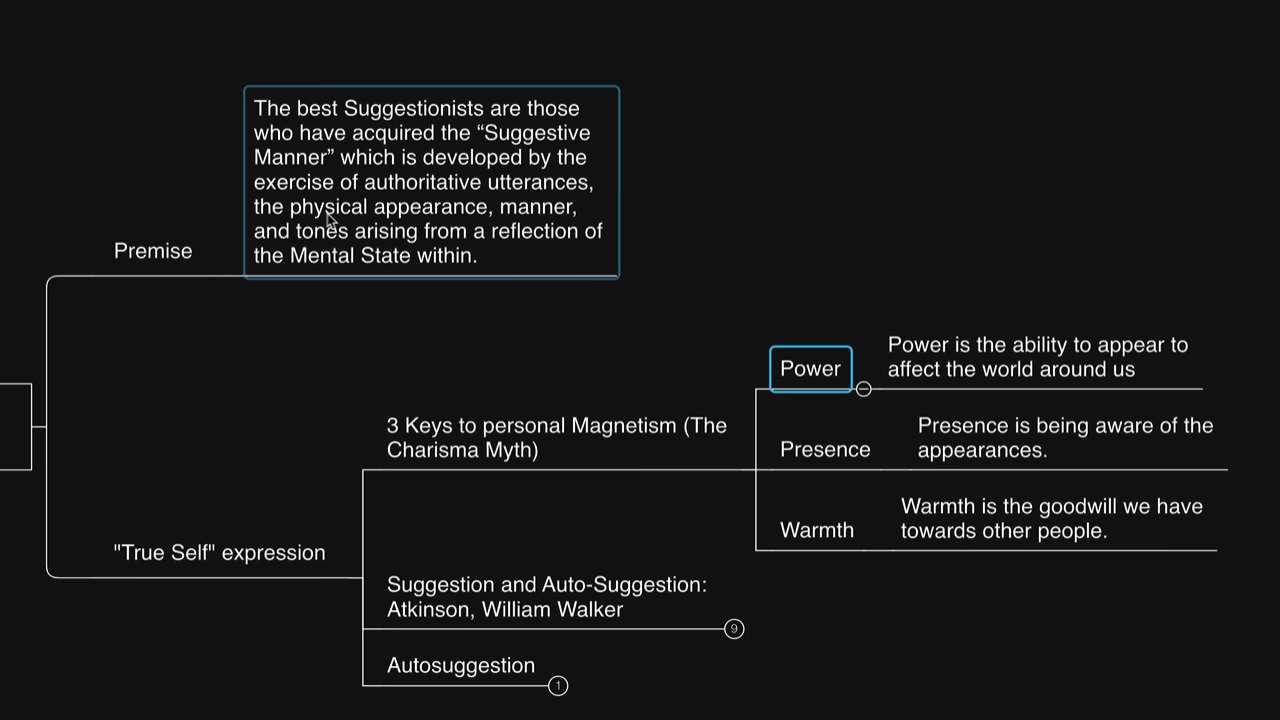 The best Suggestionists are those
who have acquired the “Suggestive
Manner” which is developed by the
exercise of authoritative utterances,
the physical appearance, manner,
and tones arising from a reflection of
the Mental State within.
Premise
Power
Power is the ability to appear to
affect the world around us
3 Keys to personal Magnetism (The
Charisma Myth)
Presence
Presence is being aware of the
appearances.
Warmth
Warmth is the goodwill we have
towards other people.
"True Self" expression
Suggestion and Auto-Suggestion:
Atkinson, William Walker
9
Autosuggestion
1